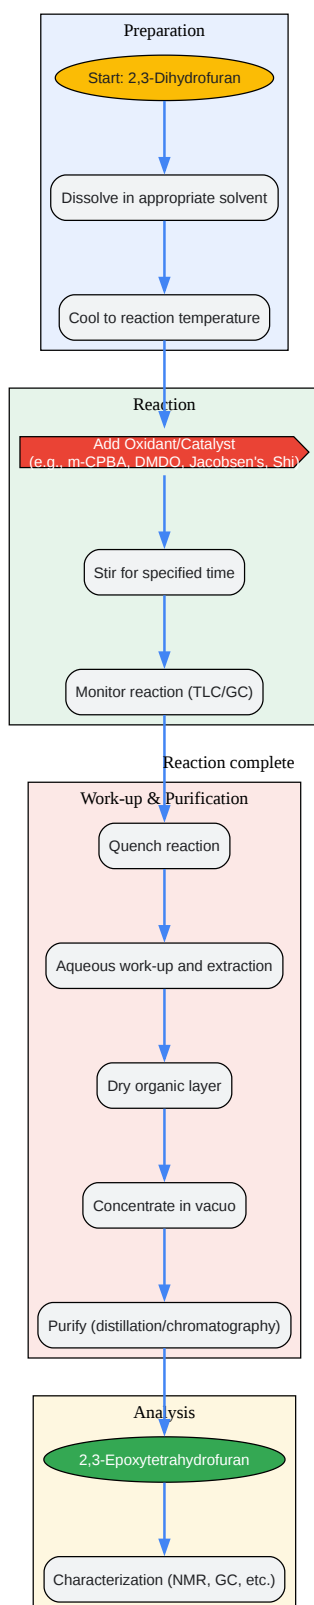 Preparation
Start: 2,3-Dihydrofuran
Dissolve in appropriate solvent
Cool to reaction temperature
Reaction
Add Oxidant/Catalyst
(e.g., m-CPBA, DMDO, Jacobsen's, Shi)
Stir for specified time
Monitor reaction (TLC/GC)
Reaction complete
Work-up & Purification
Quench reaction
Aqueous work-up and extraction
Dry organic layer
Concentrate in vacuo
Purify (distillation/chromatography)
Analysis
2,3-Epoxytetrahydrofuran
Characterization (NMR, GC, etc.)